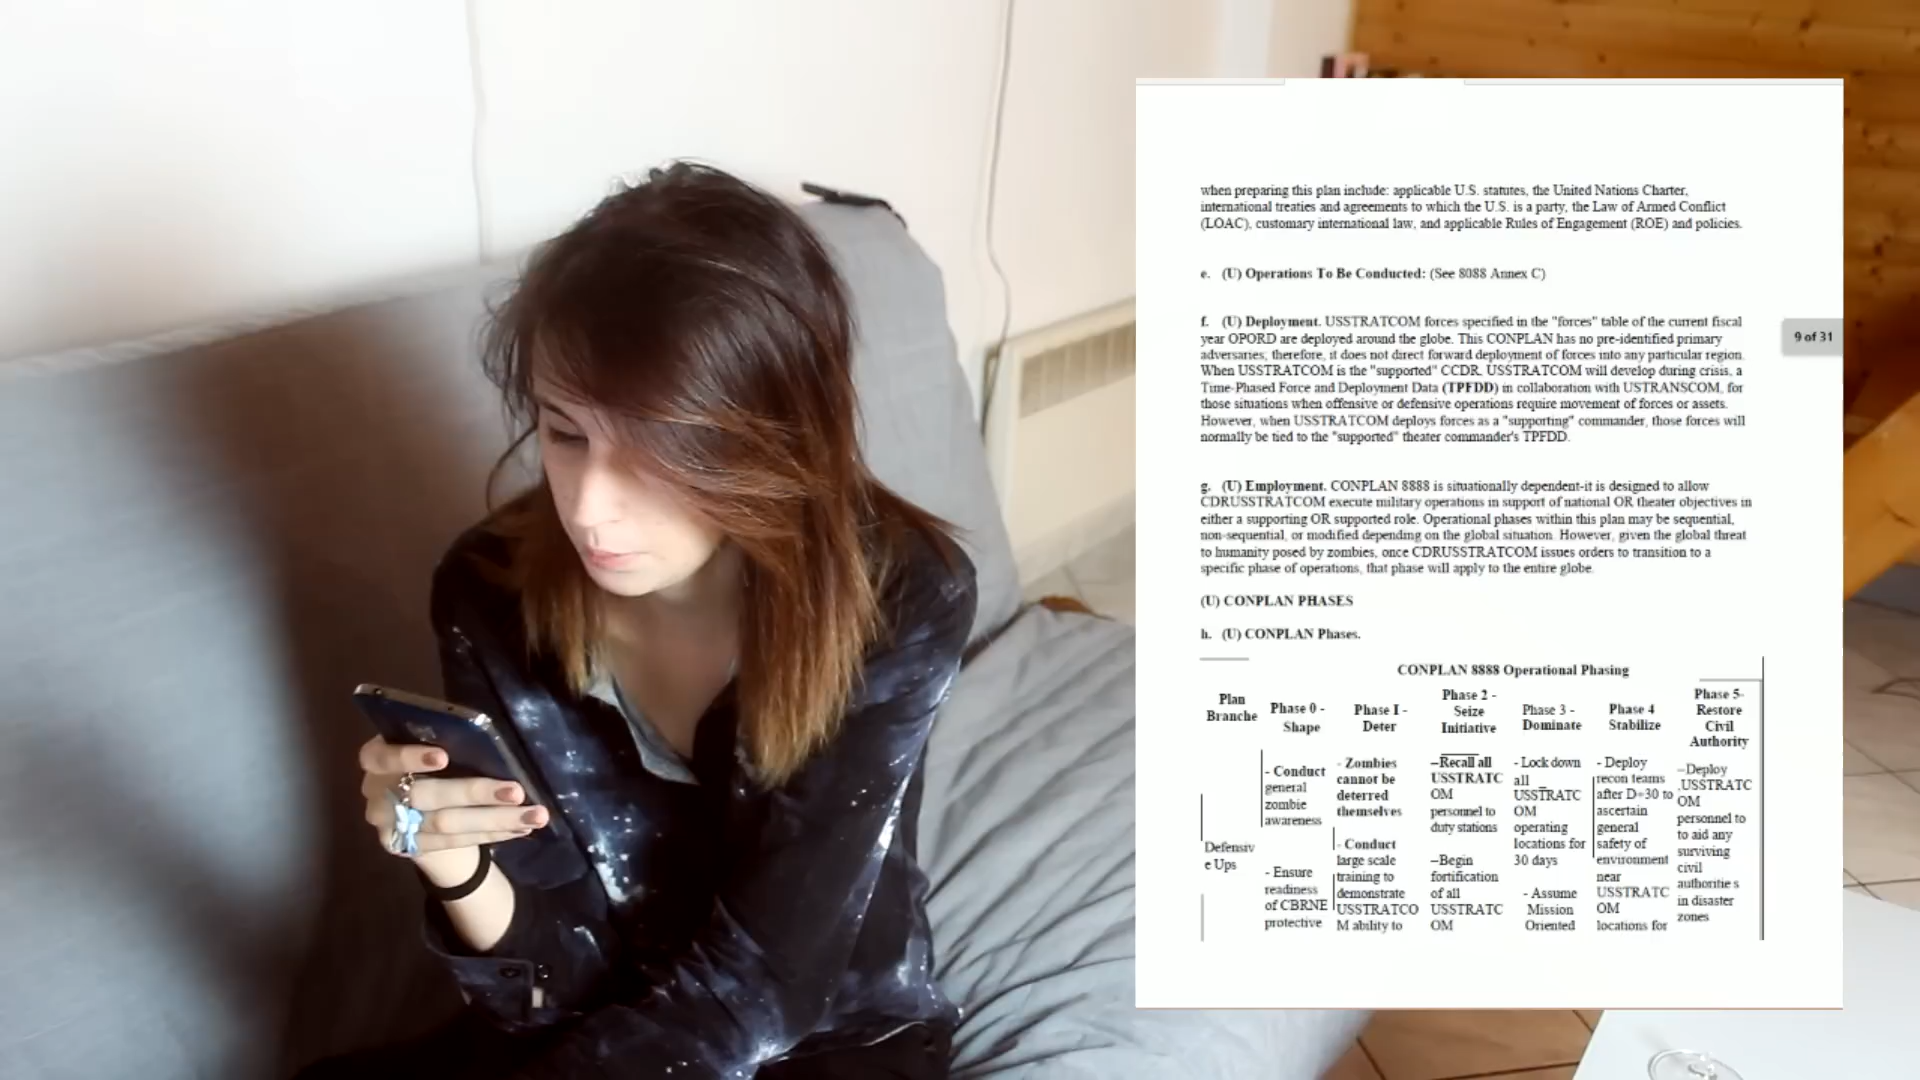 when preparing this plan include: applicable U.S. statutes, the United Nations Charter,
international treaties and agreements to which the U.S. is a party, the Law of Armed Conflict
(LOAC), customary international law, and applicable Rules of Engagement (ROE) and policies.
e. (U) Operations To Be Conducted: (See 8088 Annex C)
f. (U) Deployment. USSTRATCOM forces specified in the "forces" table of the current fiscal
year OPORD are deployed around the globe. This CONPLAN has no pre-identified primary
adversaries; therefore, it does not direct forward deployment of forces into any particular region.
When USSTRATCOM is the "supported" CCDR, USSTRATCOM will develop during crisis, a
Time-Phased Force and Deployment Data (TPFDD) in collaboration with USTRANSCOM, for
those situations when offensive or defensive operations require movement of forces or assets.
However, when USSTRATCOM deploys forces as a "supporting" commander, those forces will
normally be tied to the "supported" theater commander's TPFDD.
9 of 31
g. (U) Employment. CONPLAN 8888 is situationally dependent-it is designed to allow
CDRUSSTRATCOM execute military operations in support of national OR theater objectives in
either a supporting OR supported role. Operational phases within this plan may be sequential,
non-sequential, or modified depending on the global situation. However, given the global threat
to humanity posed by zombies, once CDRUSSTRATCOM issues orders to transition to a
specific phase of operations, that phase will apply to the entire globe.
(U) CONPLAN PHASES
h. (U) CONPLAN Phases.
CONPLAN 8888 Operational Phasing
Plan
Branche
Phase 0 -
Shape
Phase I -
Deter
Phase 2 -
Seize
Initiative
Phase 3 -
Dominate
Phase 4
Stabilize
Phase 5-
Restore
Civil
Authority
Defensiv
e Ups
- Conduct
general
zombie
awareness
- Ensure
readiness
of CBRNE
protective
- Zombies
cannot be
deterred
themselves
- Conduct
large scale
training to
demonstrate
USSTRATCO
M ability to
–Recall all
USSTRATC
OM
personnel to
duty stations
–Begin
fortification
of all
USSTRATC
OM
- Lock down
all
USSTRATC
OM
operating
locations for
30 days
- Assume
Mission
Oriented
- Deploy
recon teams
after D+30 to
ascertain
general
safety of
environment
near
USSTRATC
OM
locations for
–Deploy
USSTRATC
OM
personnel to
to aid any
surviving
civil
authoritie s
in disaster
zones